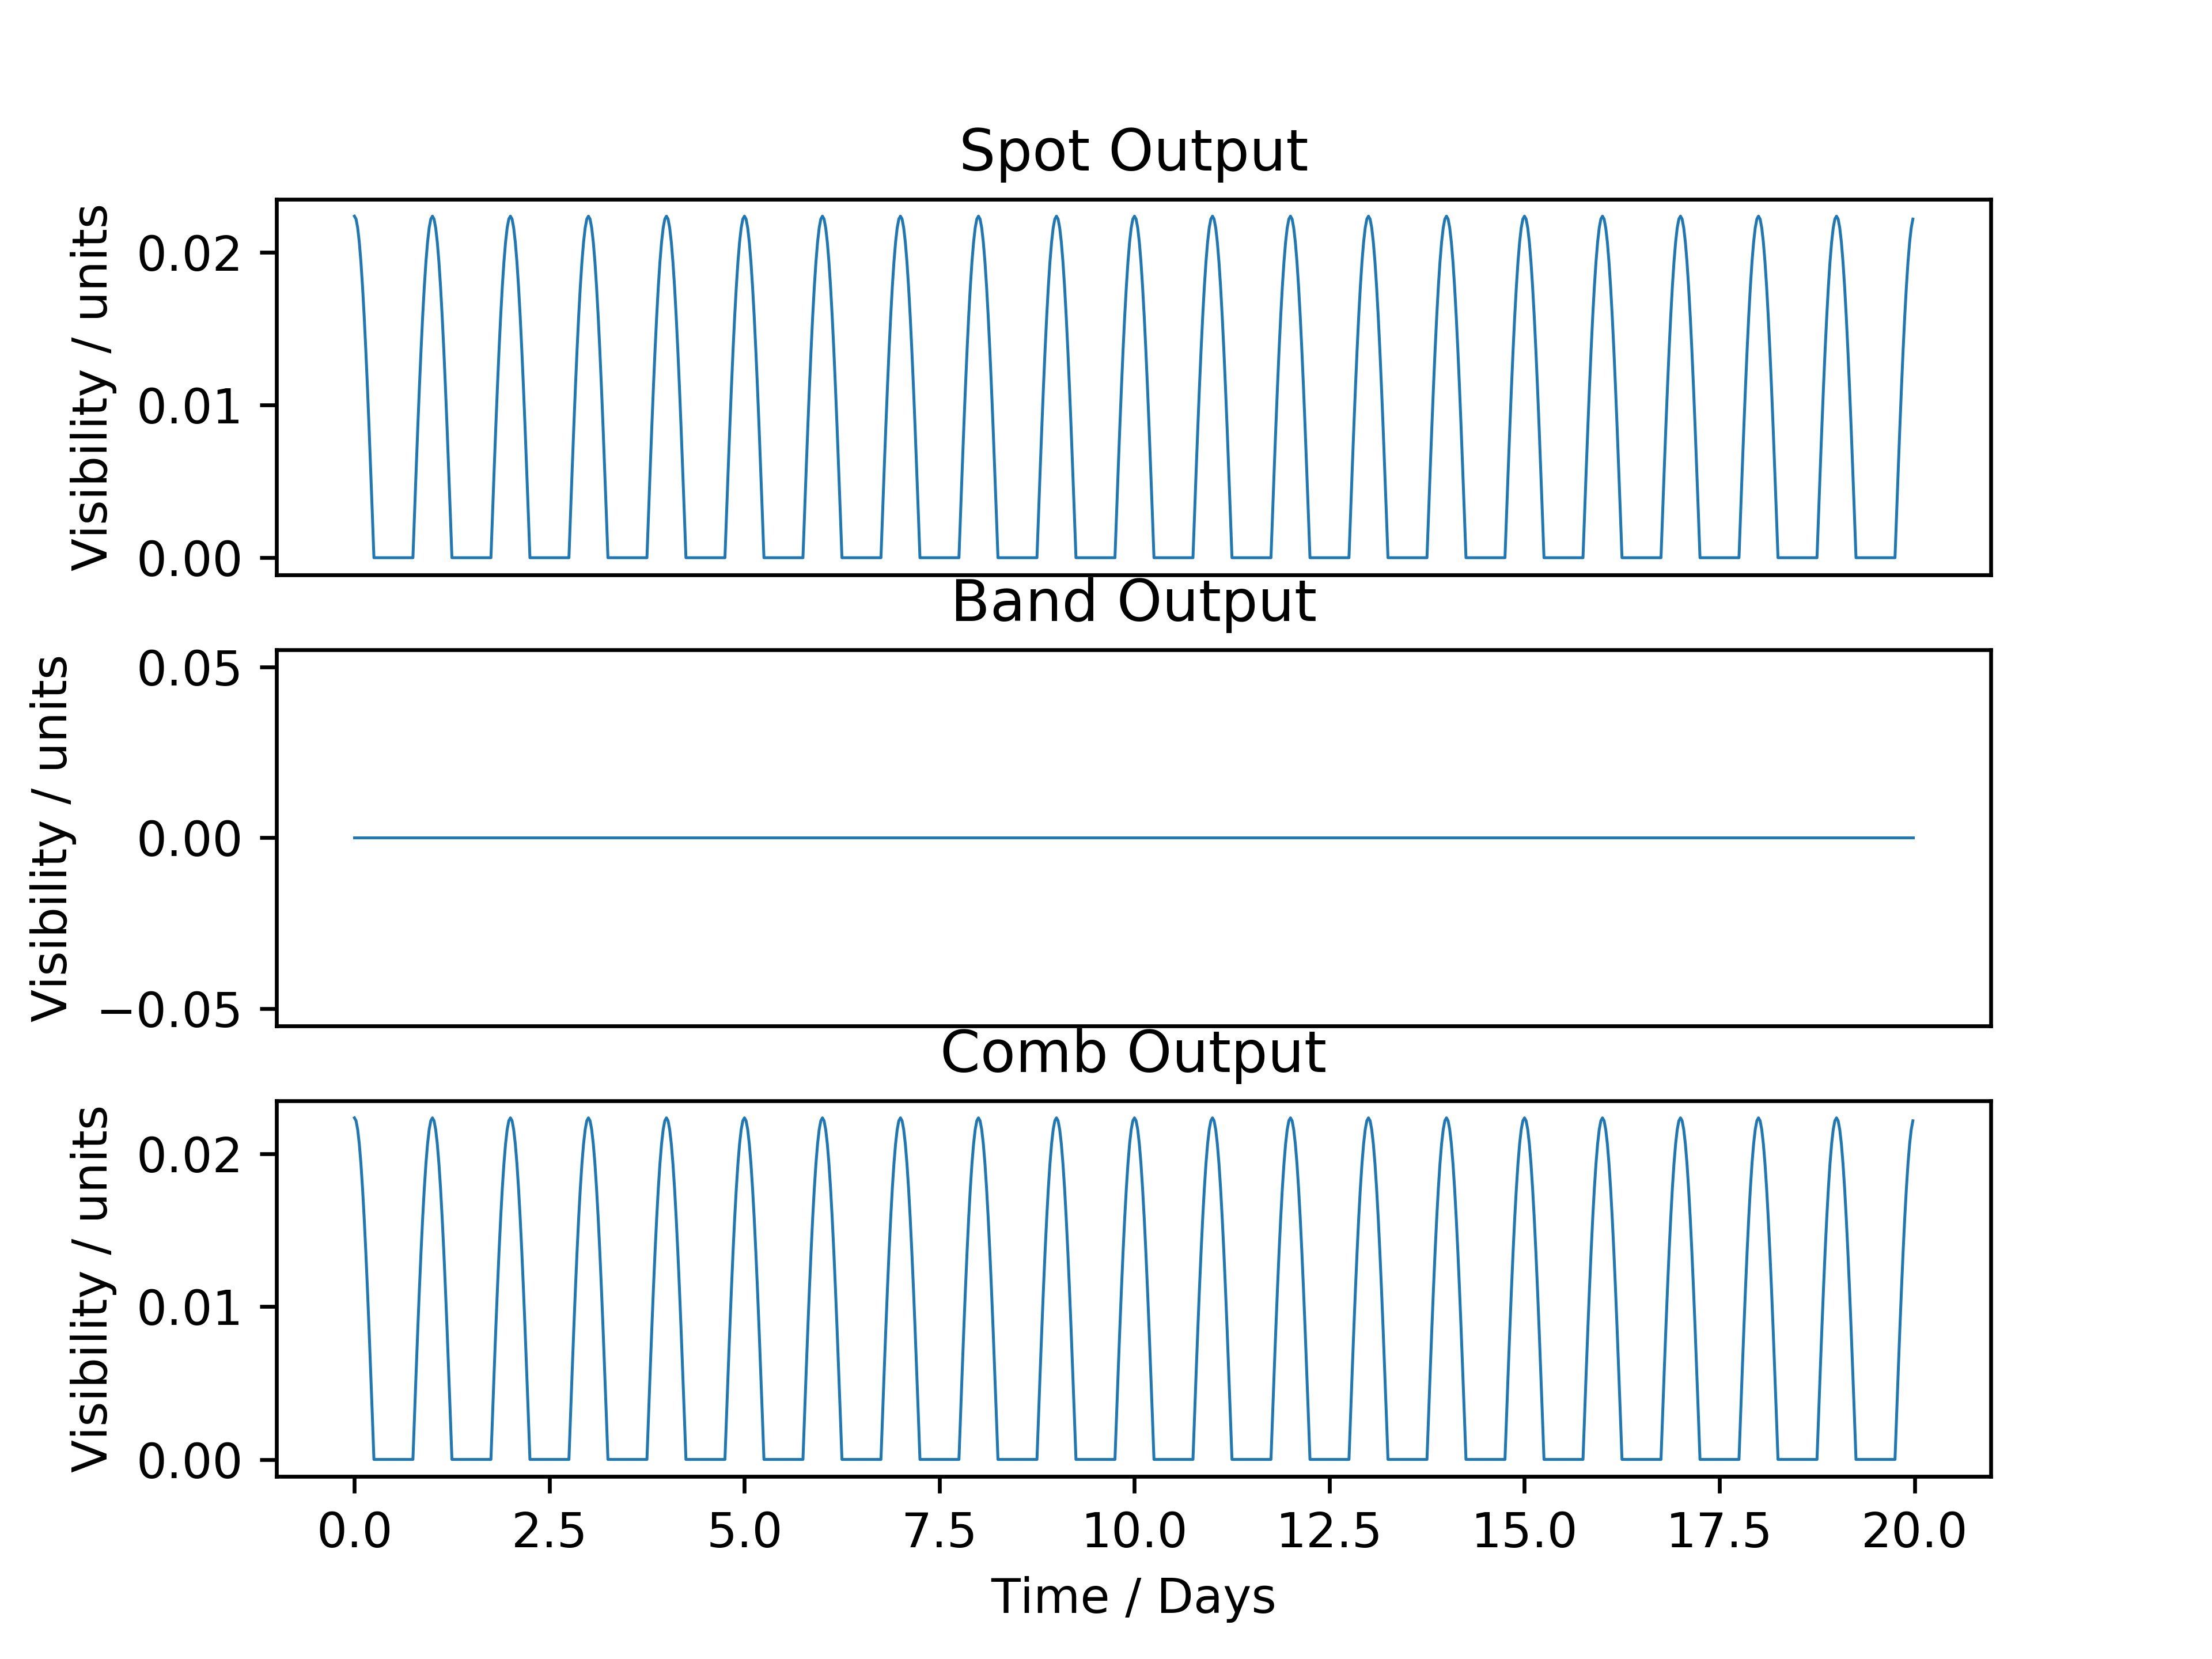 Spot Output
Visibility / units
0.02
0.01
0.00
Band Output
Visibility / units
0.05
0.00
−0.05
Comb Output
Visibility / units
0.02
0.01
0.00
0.0 2.5 5.0 7.5 10.0 12.5 15.0 17.5 20.0
Time / Days